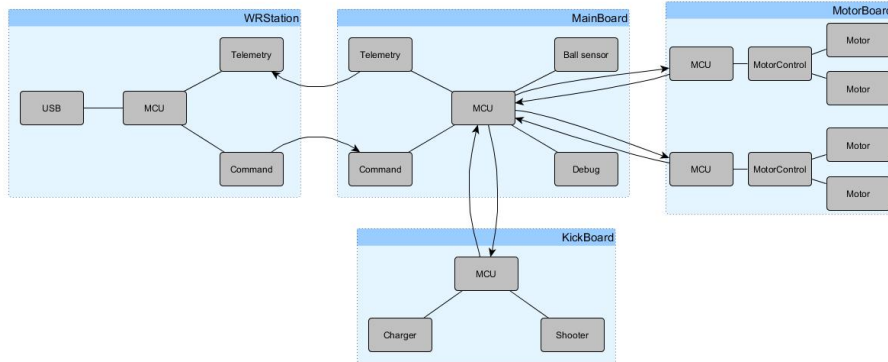 WRStation
Telemetry
USB
MCU
Command
MainBoard
Telemetry
Ball sensor
MCU
Command
Debug
MotorBoard
MCU
MotorControl
Motor
Motor
MCU
MotorControl
Motor
Motor
KickBoard
MCU
Charger
Shooter